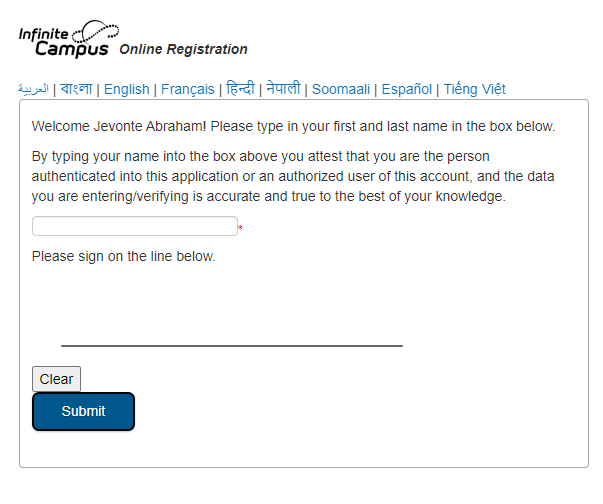 Infinite
Campus Online Registration
العربية | বাংলা | English | Français | हिन्दी | नेपाली | Soomaali | Español | Tiếng Việt
Welcome Jevonte Abraham! Please type in your first and last name in the box below.
By typing your name into the box above you attest that you are the person
authenticated into this application or an authorized user of this account, and the data
you are entering/verifying is accurate and true to the best of your knowledge.
*
Please sign on the line below.
Clear
Submit